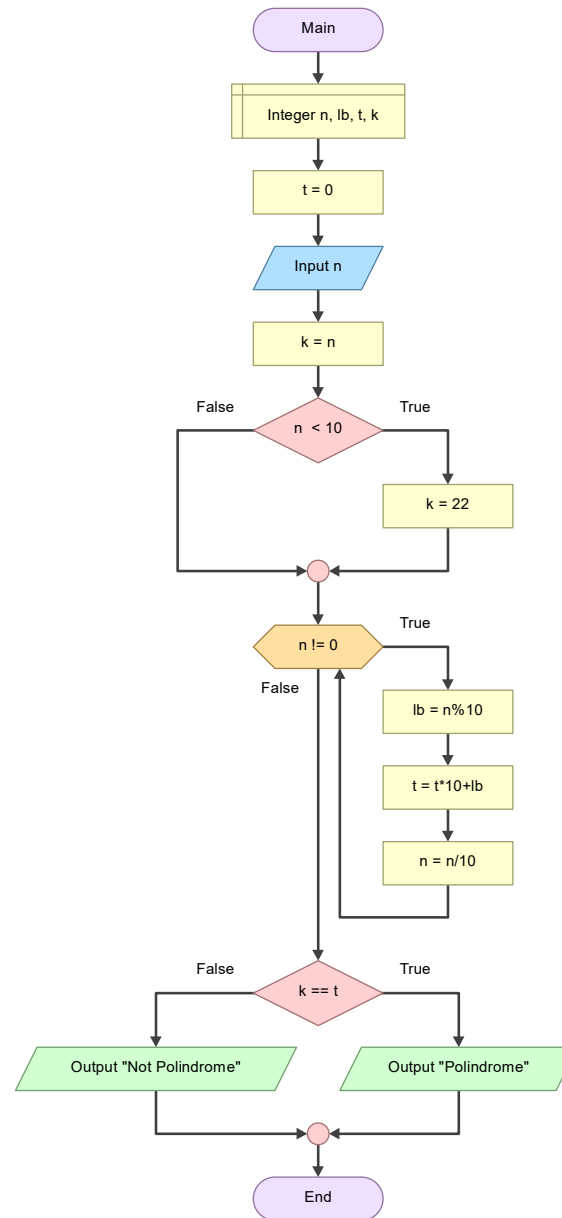 Main
Integer n, lb, t, k
t = 0
Input n
k = n
False
True
n < 10
k = 22
True
n != 0
False
lb = n%10
t = t*10+lb
n = n/10
False
True
k == t
Output "Not Polindrome"
Output "Polindrome"
End